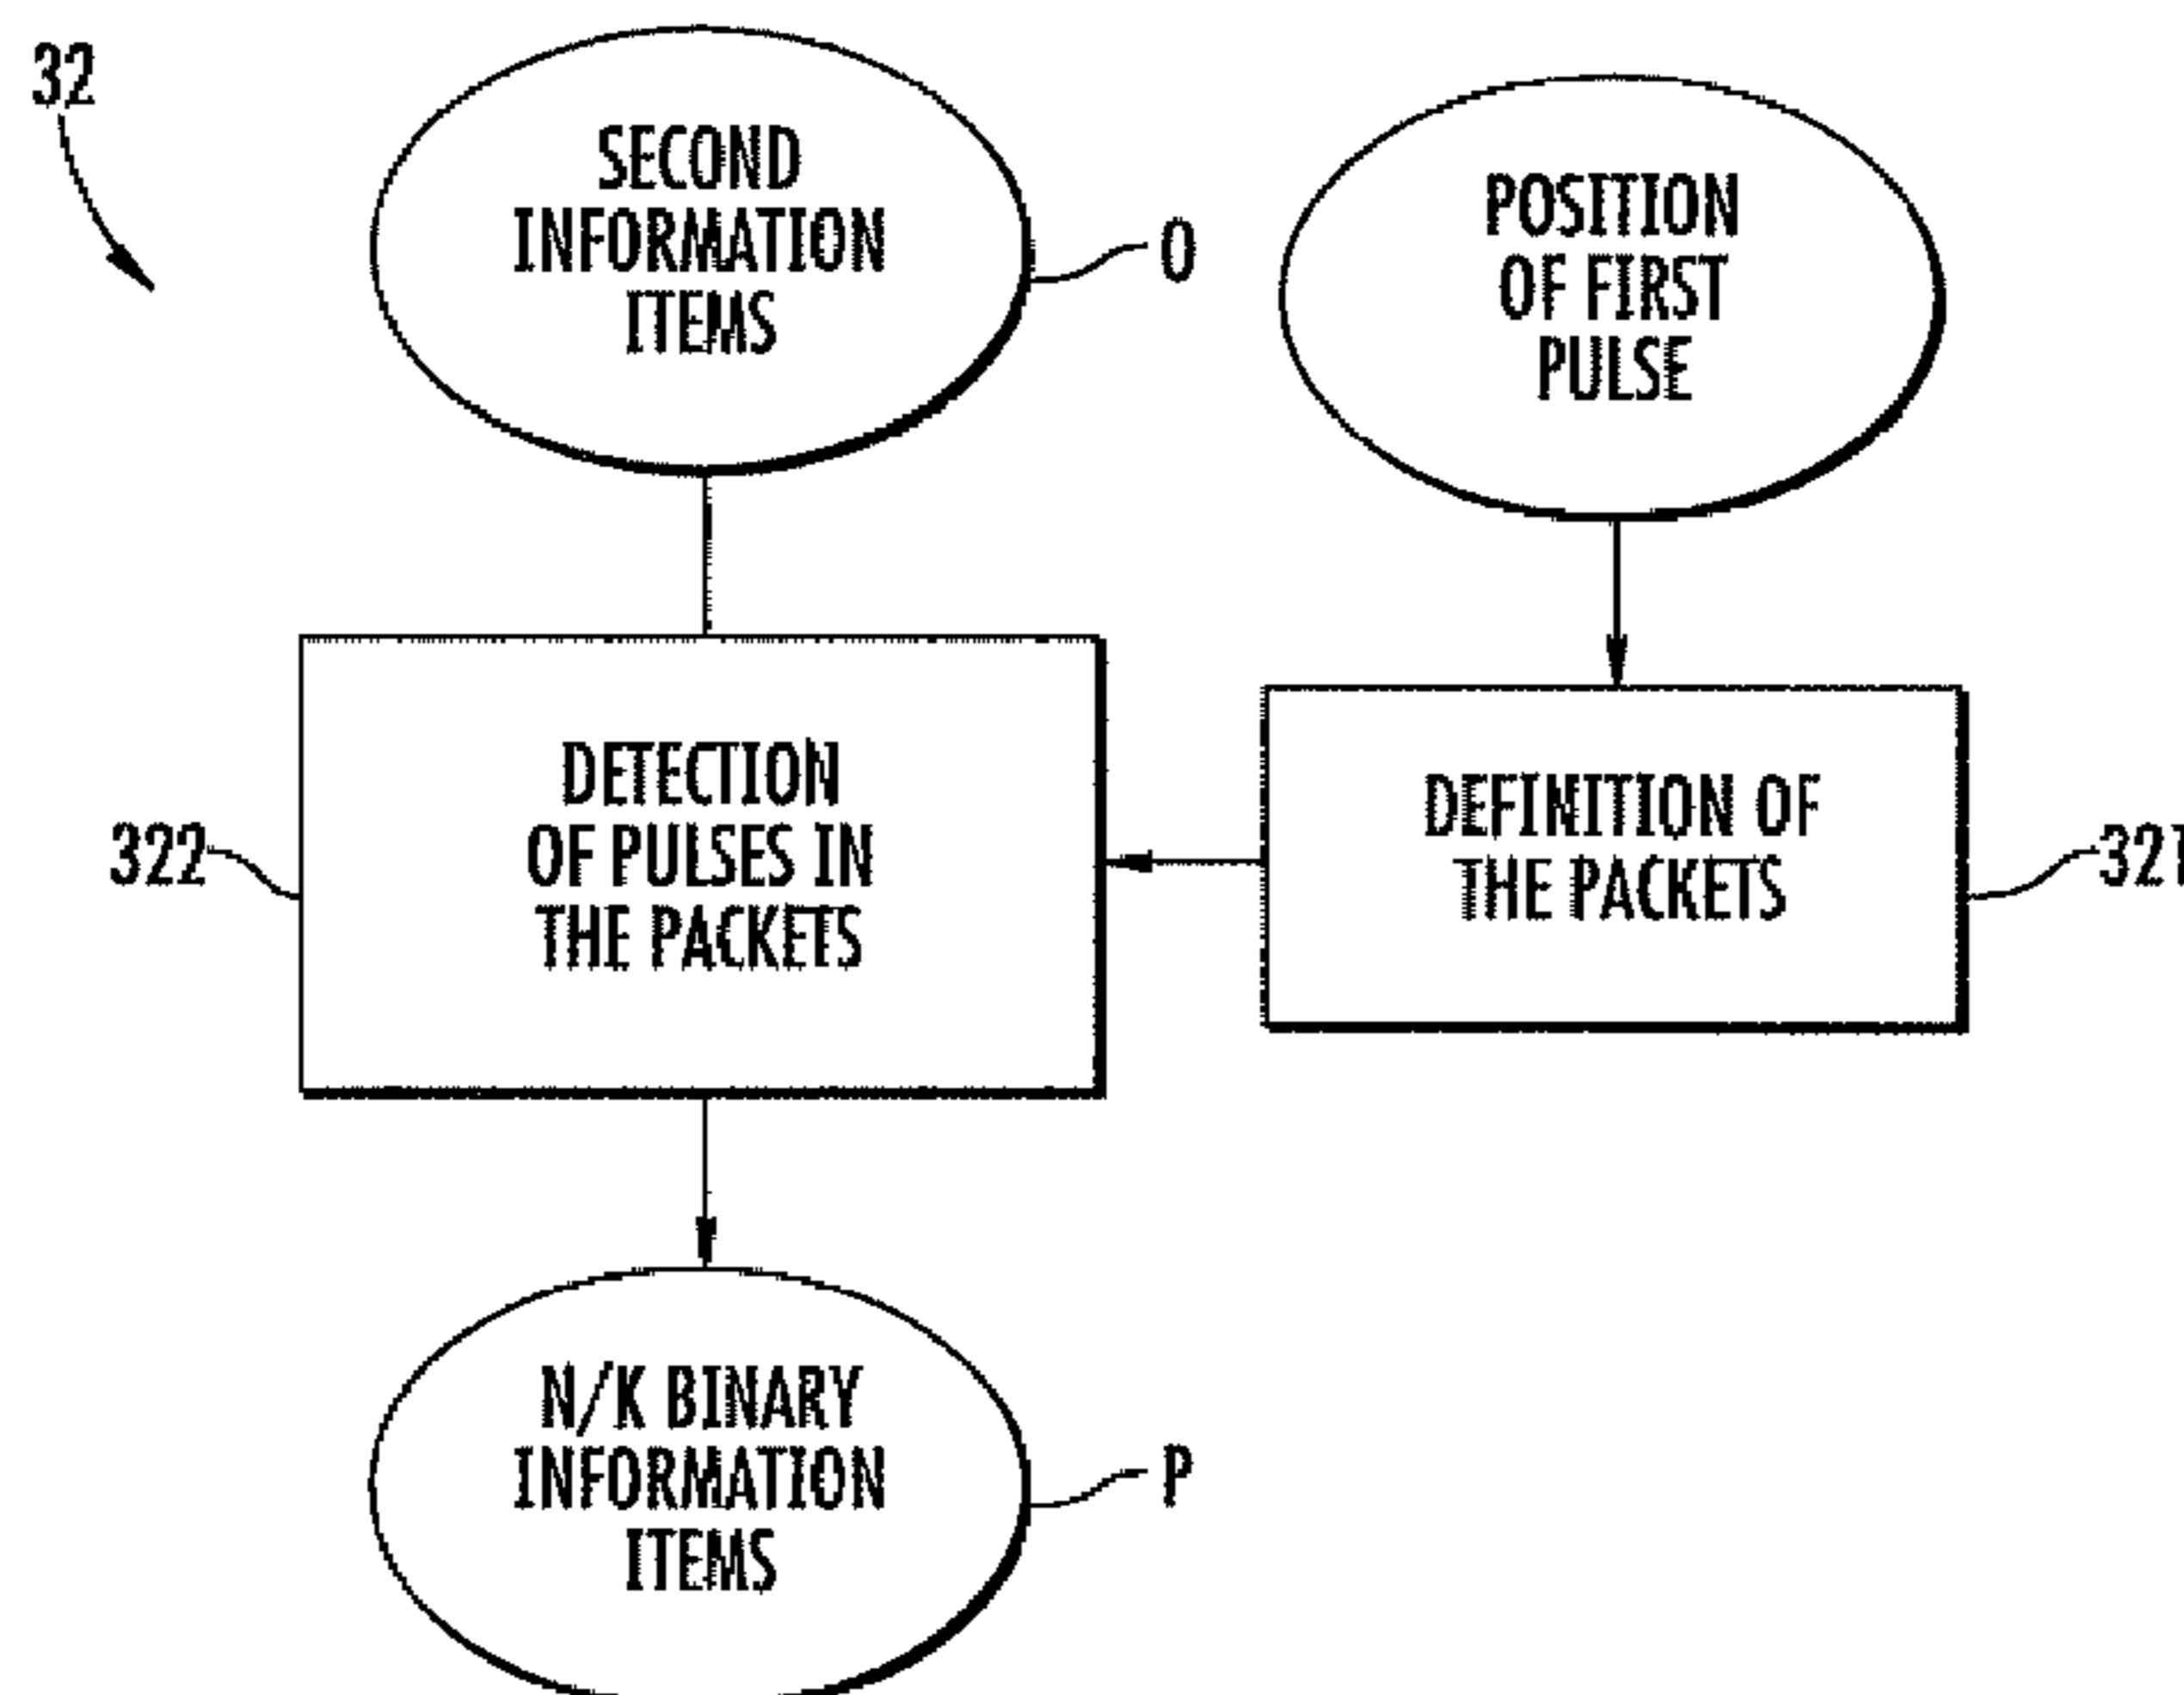 32
SECOND
INFORMATION
ITEMS
O
POSITION
OF FIRST
PULSE
DETECTION
OF PULSES IN
THE PACKETS
322
DEFINITION OF
THE PACKETS
321
N/K BINARY
INFORMATION
ITEMS
P